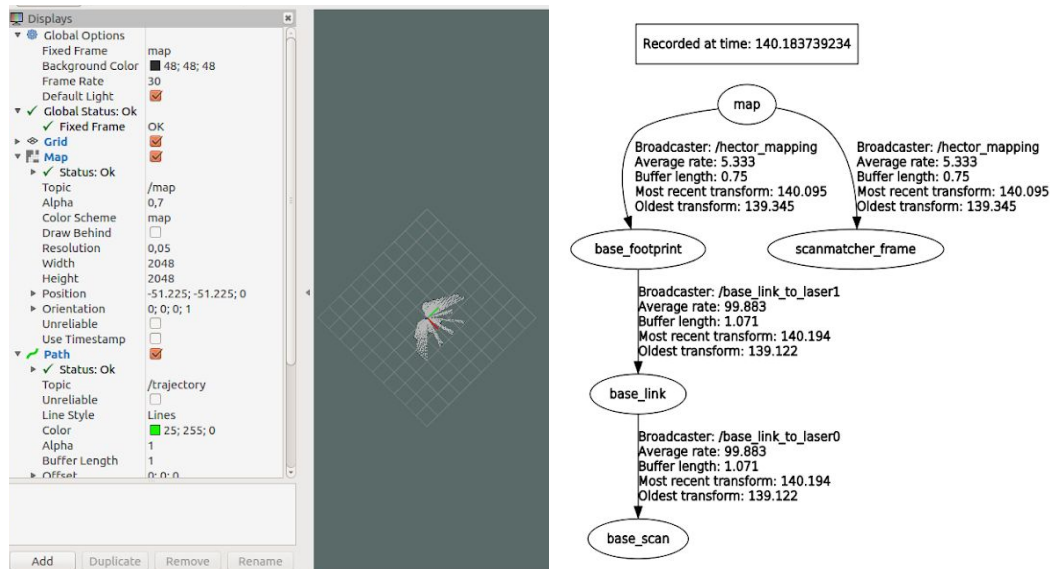 Displays
Global Options
Fixed Frame map
Background Color 48; 48; 48
Frame Rate 30
Default Light
Global Status: Ok
Fixed Frame OK
Grid
Map
Status: Ok
Topic /map
Alpha 0,7
Color Scheme map
Draw Behind
Resolution 0,05
Width 2048
Height 2048
Position -51.225; -51.225; 0
Orientation 0; 0; 0; 1
Unreliable
Use Timestamp
Path
Status: Ok
Topic /trajectory
Unreliable
Line Style Lines
Color 25; 255; 0
Alpha 1
Buffer Length 1
Offset 0; 0; 0
Add Duplicate Remove Rename
Recorded at time: 140.183739234
map
Broadcaster: /hector_mapping
Average rate: 5.333
Buffer length: 0.75
Most recent transform: 140.095
Oldest transform: 139.345
Broadcaster: /hector_mapping
Average rate: 5.333
Buffer length: 0.75
Most recent transform: 140.095
Oldest transform: 139.345
base_footprint
scanmatcher_frame
Broadcaster: /base_link_to_laser1
Average rate: 99.883
Buffer length: 1.071
Most recent transform: 140.194
Oldest transform: 139.122
base_link
Broadcaster: /base_link_to_laser0
Average rate: 99.883
Buffer length: 1.071
Most recent transform: 140.194
Oldest transform: 139.122
base_scan